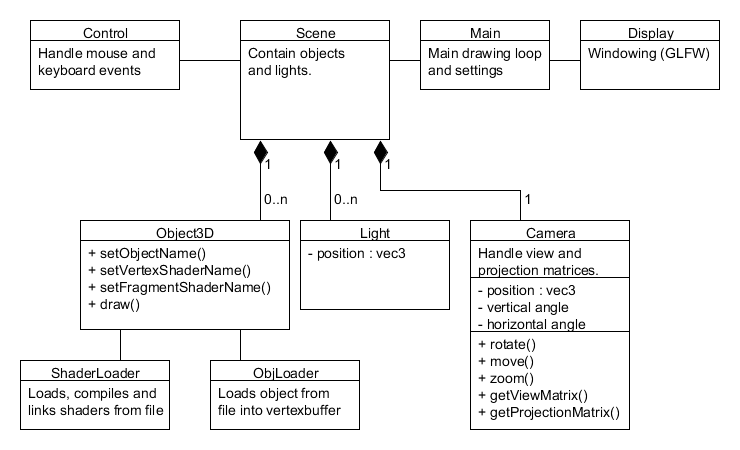 Control
Handle mouse and
keyboard events
Scene
Contain objects
and lights.
Main
Main drawing loop
and settings
Display
Windowing (GLFW)
1
1
1
0..n
0..n
1
Object3D
+ setObjectName()
+ setVertexShaderName()
+ setFragmentShaderName()
+ draw()
Light
- position : vec3
Camera
Handle view and
projection matrices.
- position : vec3
- vertical angle
- horizontal angle
+ rotate()
+ move()
+ zoom()
+ getViewMatrix()
+ getProjectionMatrix()
ShaderLoader
Loads, compiles and
links shaders from file
ObjLoader
Loads object from
file into vertexbuffer